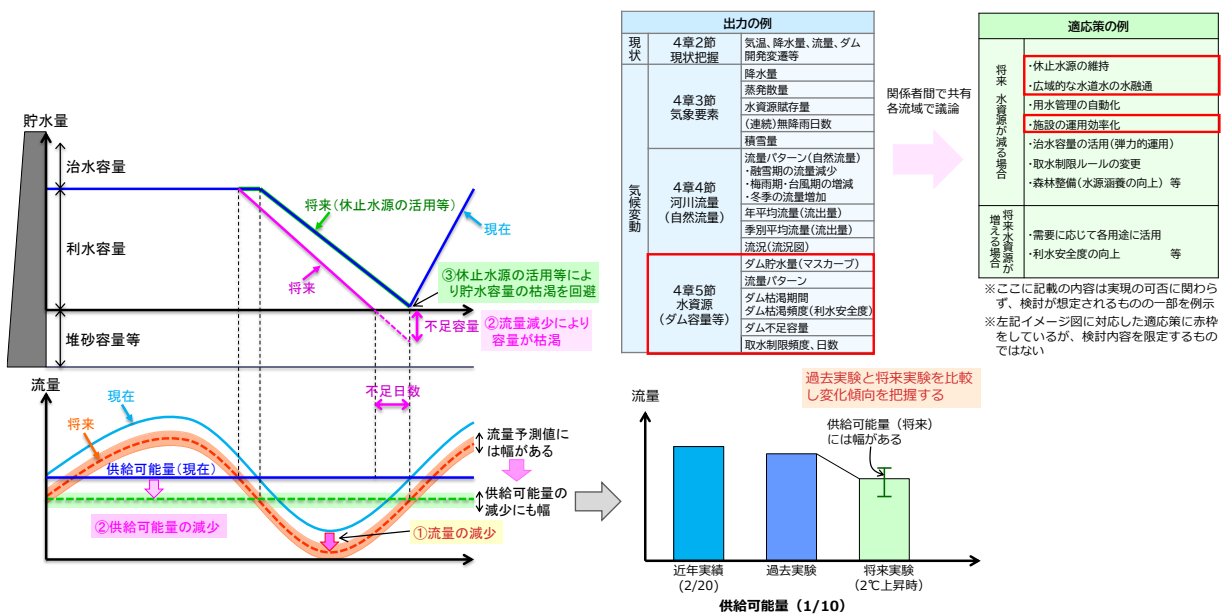 貯水量
治水容量
利水容量
堆砂容量等
将来(休止水源の活用等)
現在
将来
③休止水源の活用等によ
り貯水容量の枯渇を回避
不足容量
②流量減少により
容量が枯渇
流量
現在
将来
不足日数
供給可能量(現在)
②供給可能量の減少
①流量の減少
流量予測値に
は幅がある
供給可能量の
減少にも幅
出力の例
現状
4章2節
現状把握
気温、降水量、流量、ダム
開発変遷等
気候変動
4章3節
気象要素
降水量
蒸発散量
水資源賦存量
(連続)無降雨日数
積雪量
4章4節
河川流量
(自然流量)
流量パターン(自然流量)
・融雪期の流量減少
・梅雨期・台風期の増減
・冬季の流量増加
年平均流量(流出量)
季別平均流量(流出量)
流況(流況図)
4章5節
水資源
(ダム容量等)
ダム貯水量(マスカーブ)
流量パターン
ダム枯渇期間
ダム枯渇頻度(利水安全度)
ダム不足容量
取水制限頻度、日数
関係者間で共有
各流域で議論
適応策の例
将来 水資源が減る場合
・休止水源の維持
・広域的な水道水の水融通
・用水管理の自動化
・施設の運用効率化
・治水容量の活用(弾力的運用)
・取水制限ルールの変更
・森林整備(水源涵養の向上) 等
将来水資源が
増える場合
・需要に応じて各用途に活用
・利水安全度の向上 等
※ここに記載の内容は実現の可否に関わら
ず、検討が想定されるものの一部を例示
※左記イメージ図に対応した適応策に赤枠
をしているが、検討内容を限定するもの
ではない
過去実験と将来実験を比較
し変化傾向を把握する
流量
供給可能量(将来)
には幅がある
近年実績
(2/20)
過去実験
将来実験
(2℃上昇時)
供給可能量(1/10)